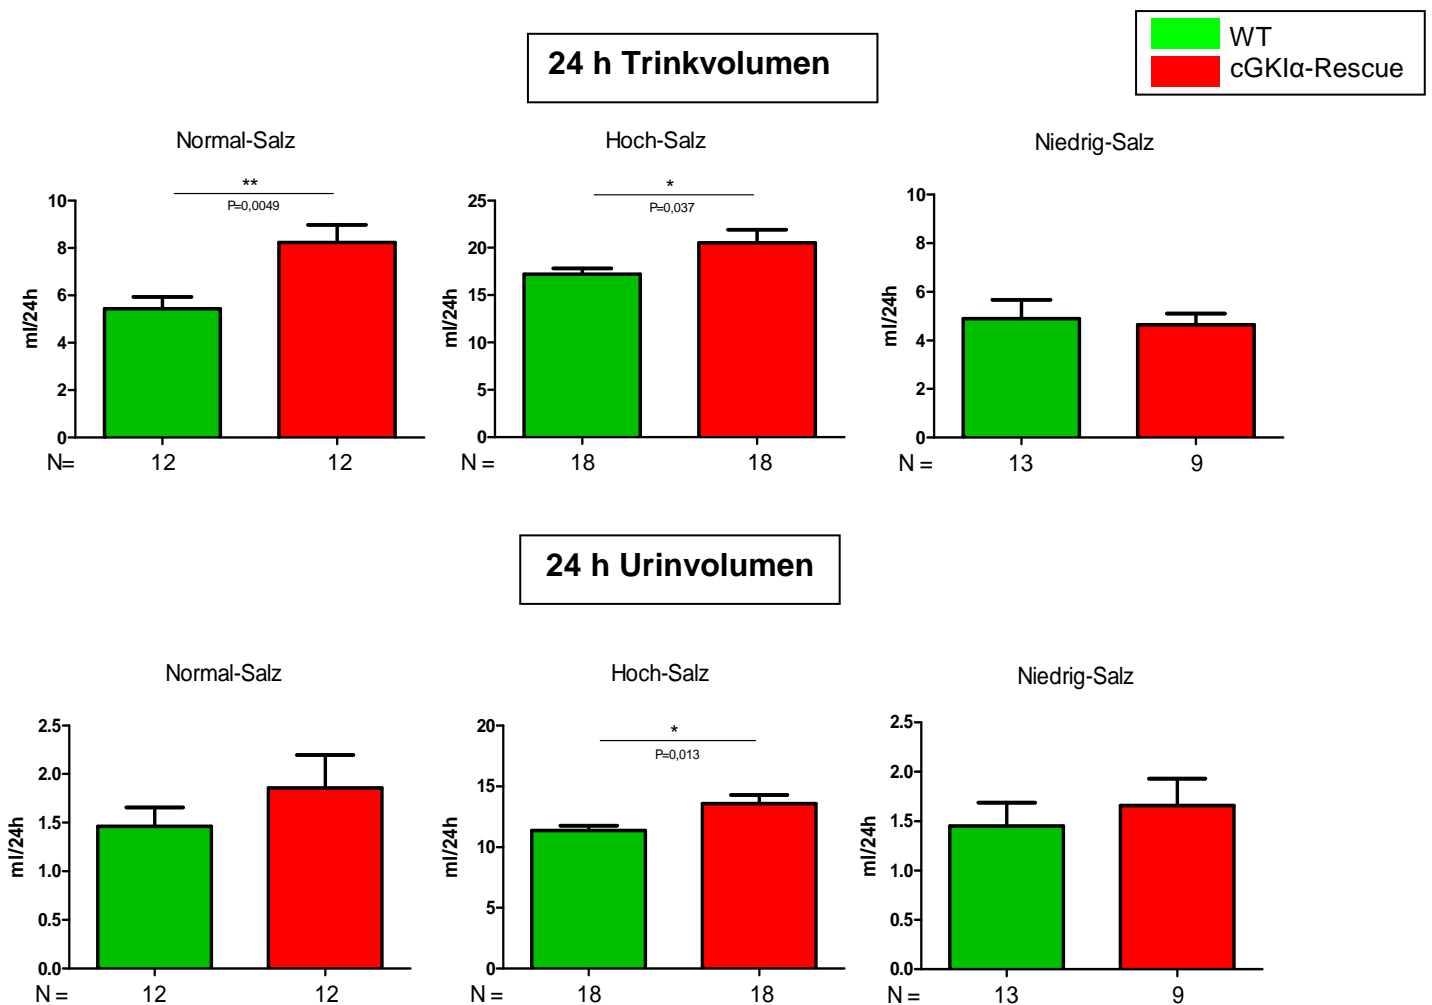 WT
cGKIα-Rescue
24 h Trinkvolumen
Normal-Salz
**
P=0,0049
10
8
6
4
2
0
ml/24h
N= 12 12
Hoch-Salz
*
P=0,037
25
20
15
10
5
0
ml/24h
N = 18 18
Niedrig-Salz
10
8
6
4
2
0
ml/24h
N = 13 9
24 h Urinvolumen
Normal-Salz
2.5
2.0
1.5
1.0
0.5
0.0
ml/24h
N = 12 12
Hoch-Salz
*
P=0,013
20
15
10
5
0
ml/24h
N = 18 18
Niedrig-Salz
2.5
2.0
1.5
1.0
0.5
0.0
ml/24h
N = 13 9